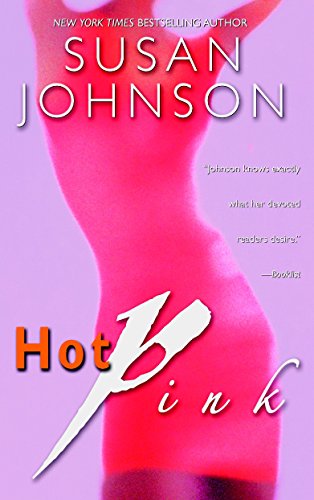 NEW YORK TIMES BESTSELLING AUTHOR
SUSAN
JOHNSON
"Johnson knows exactly
what her devoted
readers desire."
—Booklist
Hot
Pink